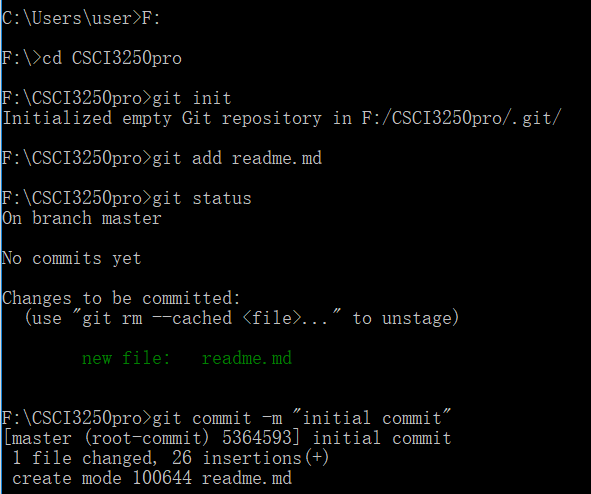 C:\Users\user>F:
F:\>cd CSCI3250pro
F:\CSCI3250pro>git init
Initialized empty Git repository in F:/CSCI3250pro/.git/
F:\CSCI3250pro>git add readme.md
F:\CSCI3250pro>git status
On branch master
No commits yet
Changes to be committed:
  (use "git rm --cached <file>..." to unstage)
        new file:   readme.md
F:\CSCI3250pro>git commit -m "initial commit"
[master (root-commit) 5364593] initial commit
 1 file changed, 26 insertions(+)
 create mode 100644 readme.md